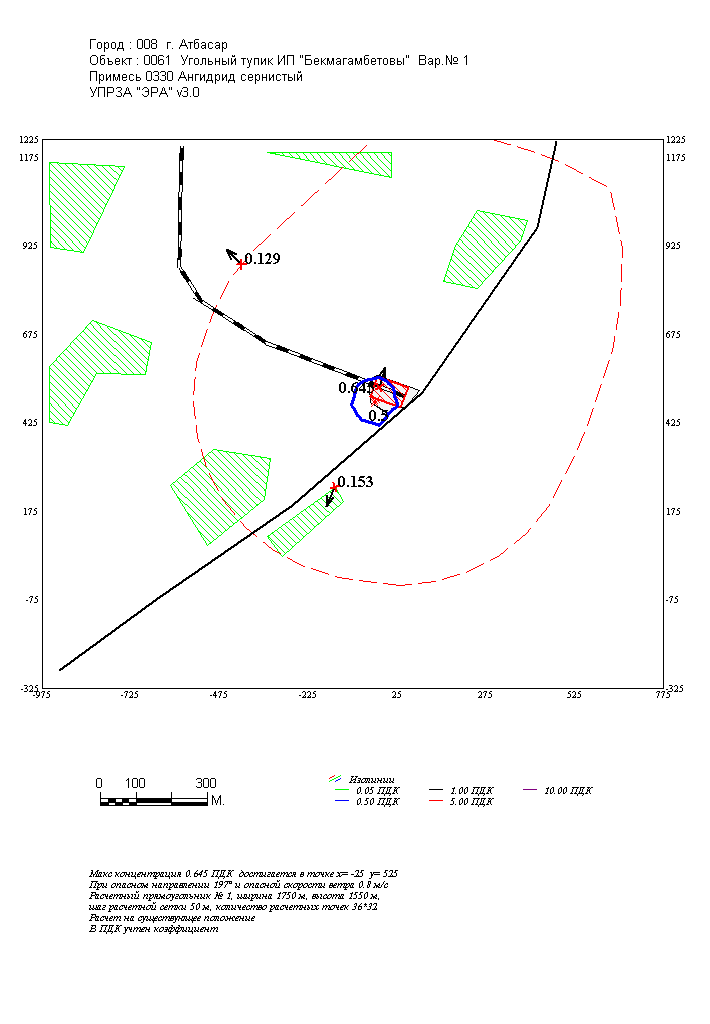 Город : 008 г. Атбасар
Объект : 0061 Угольный тупик ИП "Бекмагамбетовы" Вар.№ 1
Примесь 0330 Ангидрид сернистый
УПРЗА "ЭРА" v3.0
1225 1225
1175 1175
0.129
925 925
675 675
0.645
0.5
425 425
0.153
175 175
-75 -75
-325 -325
-975 -725 -475 -225 25 275 525 775
0 100 300
М.
Изолинии
0.05 ПДК 1.00 ПДК 10.00 ПДК
0.50 ПДК 5.00 ПДК
Макс концентрация 0.645 ПДК достигается в точке x= -25 y= 525
При опасном направлении 197° и опасной скорости ветра 0.8 м/с
Расчетный прямоугольник № 1, ширина 1750 м, высота 1550 м,
шаг расчетной сетки 50 м, количество расчетных точек 36*32
Расчет на существующее положение
В ПДК учтен коэффициент